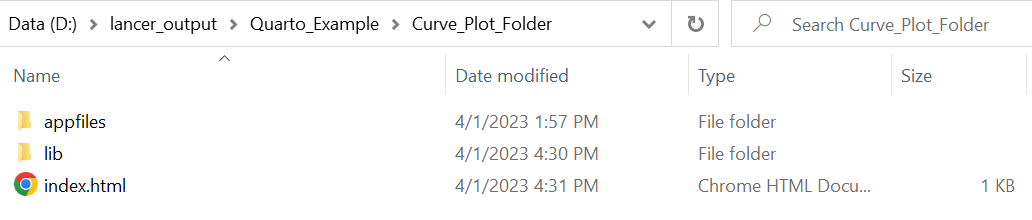 Data (D:) > lancer_output > Quarto_Example > Curve_Plot_Folder Search Curve_Plot_Folder
Name Date modified Type Size
appfiles 4/1/2023 1:57 PM File folder
lib 4/1/2023 4:30 PM File folder
index.html 4/1/2023 4:31 PM Chrome HTML Docu... 1 KB